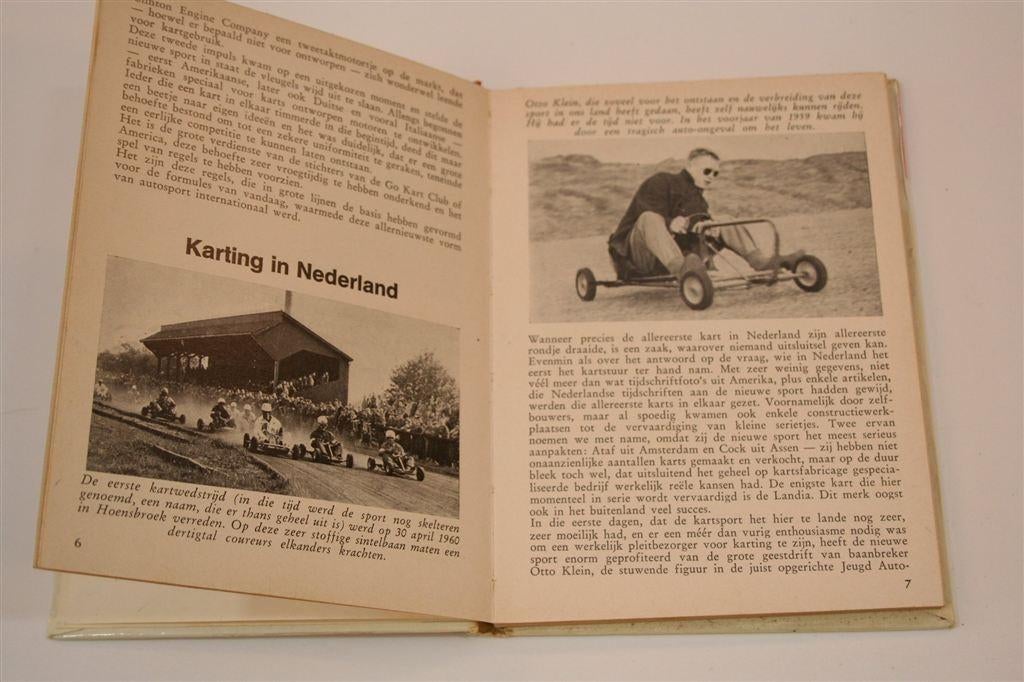 nton Engine Company een tweetaktmotortje op de markt, dat
— hoewel er bepaald niet voor ontworpen — zich wonderwel leende
voor kartgebruik.
Deze tweede impuls kwam op een uitgekozen moment en stelde de
nieuwe sport in staat de vleugels wijd uit te slaan. Allengs begonnen
— eerst Amerikaanse, later ook Duitse en vooral Italiaanse —
fabrieken speciaal voor karts ontworpen motoren te ontwikkelen.
Ieder die een kart in elkaar timmerde in die begintijd, deed dit maar
een beetje naar eigen ideeën en het was duidelijk, dat er een grote
behoefte bestond om tot een zekere uniformiteit te geraken, teneinde
een eerlijke competitie te kunnen laten ontstaan.
Het is de grote verdienste van de stichters van de Go Kart Club of
America, deze behoefte zeer vroegtijdig te hebben onderkend en het
spel van regels te hebben voorzien.
Het zijn deze regels, die in grote lijnen de basis hebben gevormd
voor de formules van vandaag, waarmede deze allernieuwste vorm
van autosport internationaal werd.
Karting in Nederland
De eerste kartwedstrijd (in die tijd werd de sport nog skelteren
genoemd, een naam, die er thans geheel uit is) werd op 30 april 1960
in Hoensbroek verreden. Op deze zeer stoffige sintelbaan maten een
dertigtal coureurs elkanders krachten.
6
Otto Klein, die zoveel voor het ontstaan en de verbreiding van deze
sport in ons land heeft gedaan, heeft zelf nauwelijks kunnen rijden.
Hij had er de tijd niet voor. In het voorjaar van 1959 kwam hij
door een tragisch auto-ongeval om het leven.
Wanneer precies de allereerste kart in Nederland zijn allereerste
rondje draaide, is een zaak, waarover niemand uitsluitsel geven kan.
Evenmin als over het antwoord op de vraag, wie in Nederland het
eerst het kartstuur ter hand nam. Met zeer weinig gegevens, niet
véél meer dan wat tijdschriftfoto's uit Amerika, plus enkele artikelen,
die Nederlandse tijdschriften aan de nieuwe sport hadden gewijd,
werden die allereerste karts in elkaar gezet. Voornamelijk door zelf-
bouwers, maar al spoedig kwamen ook enkele constructiewerk-
plaatsen tot de vervaardiging van kleine serietjes. Twee ervan
noemen we met name, omdat zij de nieuwe sport het meest serieus
aanpakten: Ataf uit Amsterdam en Cock uit Assen — zij hebben niet
onaanzienlijke aantallen karts gemaakt en verkocht, maar op de duur
bleek toch wel, dat uitsluitend het geheel op kartsfabricage gespecia-
liseerde bedrijf werkelijk reële kansen had. De enigste kart die hier
momenteel in serie wordt vervaardigd is de Landia. Dit merk oogst
ook in het buitenland veel succes.
In die eerste dagen, dat de kartsport het hier te lande nog zeer,
zeer moeilijk had, en er een méér dan vurig enthousiasme nodig was
om een werkelijk pleitbezorger voor karting te zijn, heeft de nieuwe
sport enorm geprofiteerd van de grote geestdrift van baanbreker
Otto Klein, de stuwende figuur in de juist opgerichte Jeugd Auto-
7